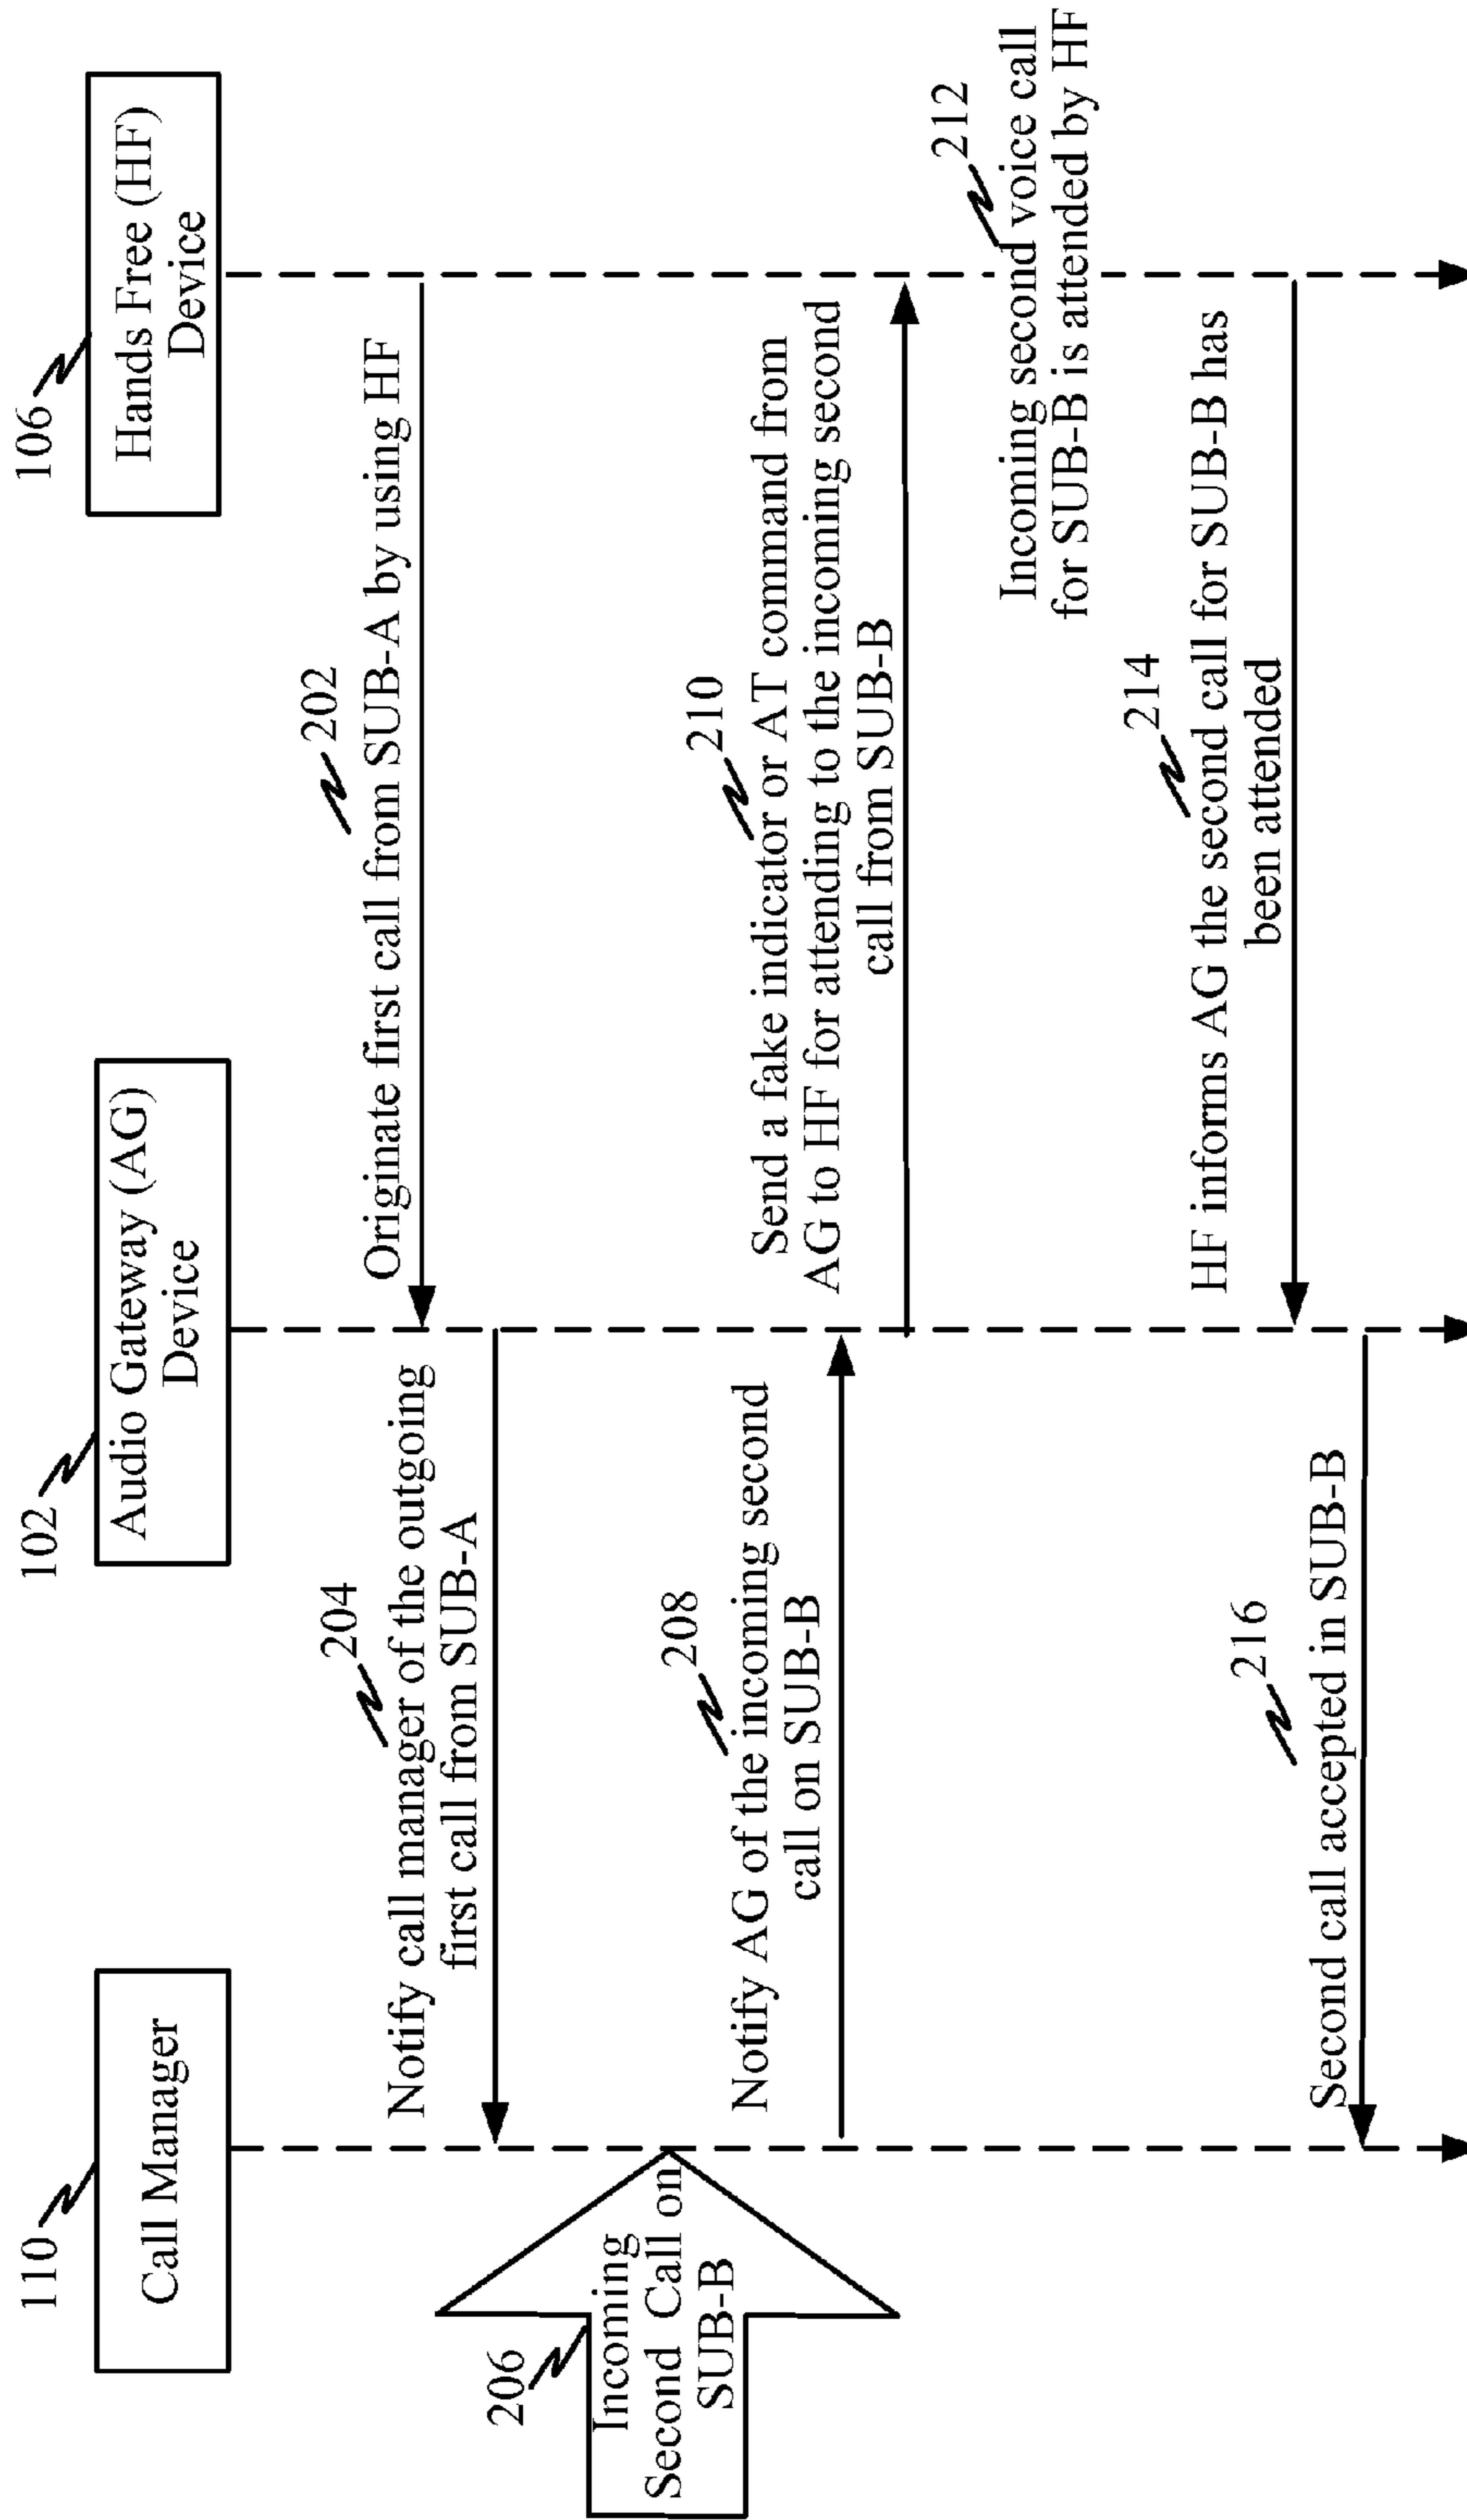 110
Call Manager
102
Audio Gateway (AG)
Device
106
Hands Free (HF)
Device
202
Originate first call from SUB-A by using HF
204
Notify call manager of the outgoing
first call from SUB-A
206
Incoming
Second Call on
SUB-B
208
Notify AG of the incoming second
call on SUB-B
210
Send a fake indicator or AT command from
AG to HF for attending to the incoming second
call from SUB-B
212
Incoming second voice call
for SUB-B is attended by HF
214
HF informs AG the second call for SUB-B has
been attended
216
Second call accepted in SUB-B